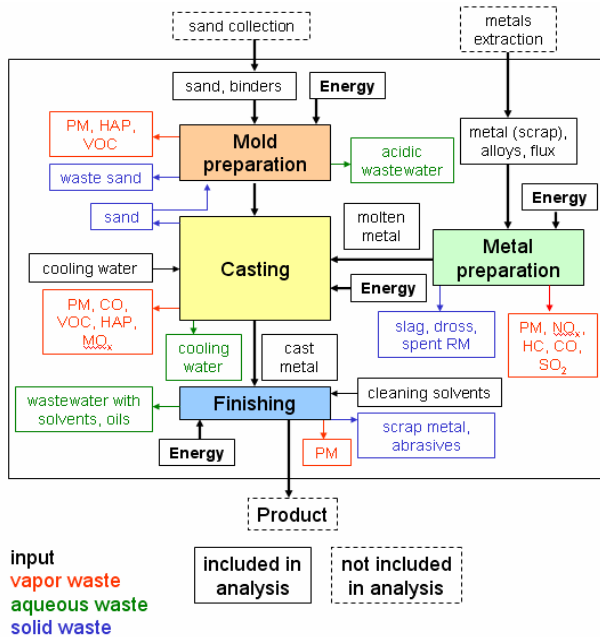 sand collection
metals
extraction
sand, binders
Energy
PM, HAP,
VOC
Mold
preparation
metal (scrap),
alloys, flux
acidic
wastewater
waste sand
Energy
sand
molten
metal
Metal
preparation
cooling water
Casting
Energy
PM, CO,
VOC, HAP,
MOx
slag, dross,
spent RM
PM, NOx,
HC, CO,
SO2
cooling
water
cast
metal
wastewater with
solvents, oils
Finishing
cleaning solvents
Energy
PM
scrap metal,
abrasives
Product
input
vapor waste
aqueous waste
solid waste
included in
analysis
not included
in analysis